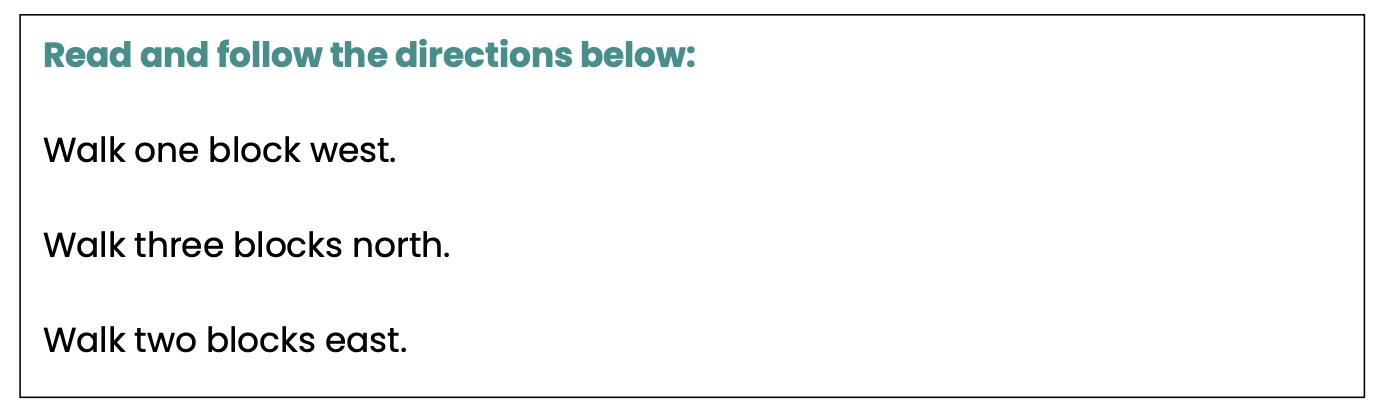 Read and follow the directions below:
Walk one block west.
Walk three blocks north.
Walk two blocks east.